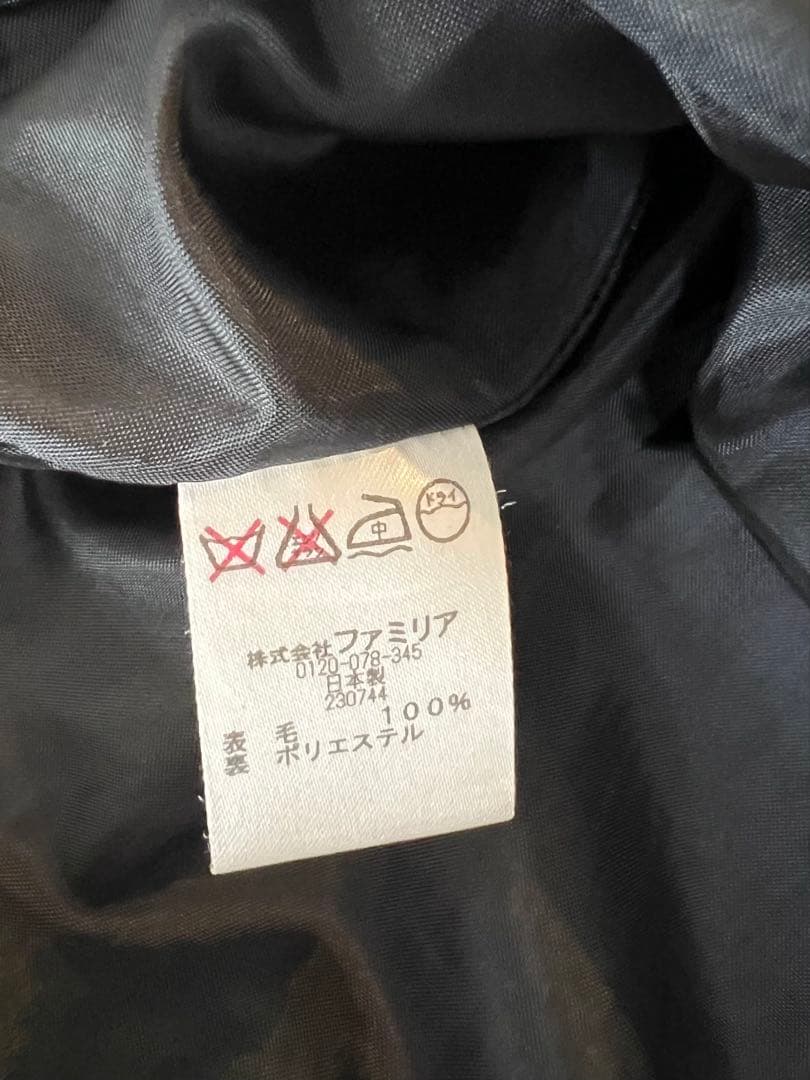 中 ドライ
株式会社ファミリア
0120-078-345
日本製
230744
表 毛 100%
裏 ポリエステル